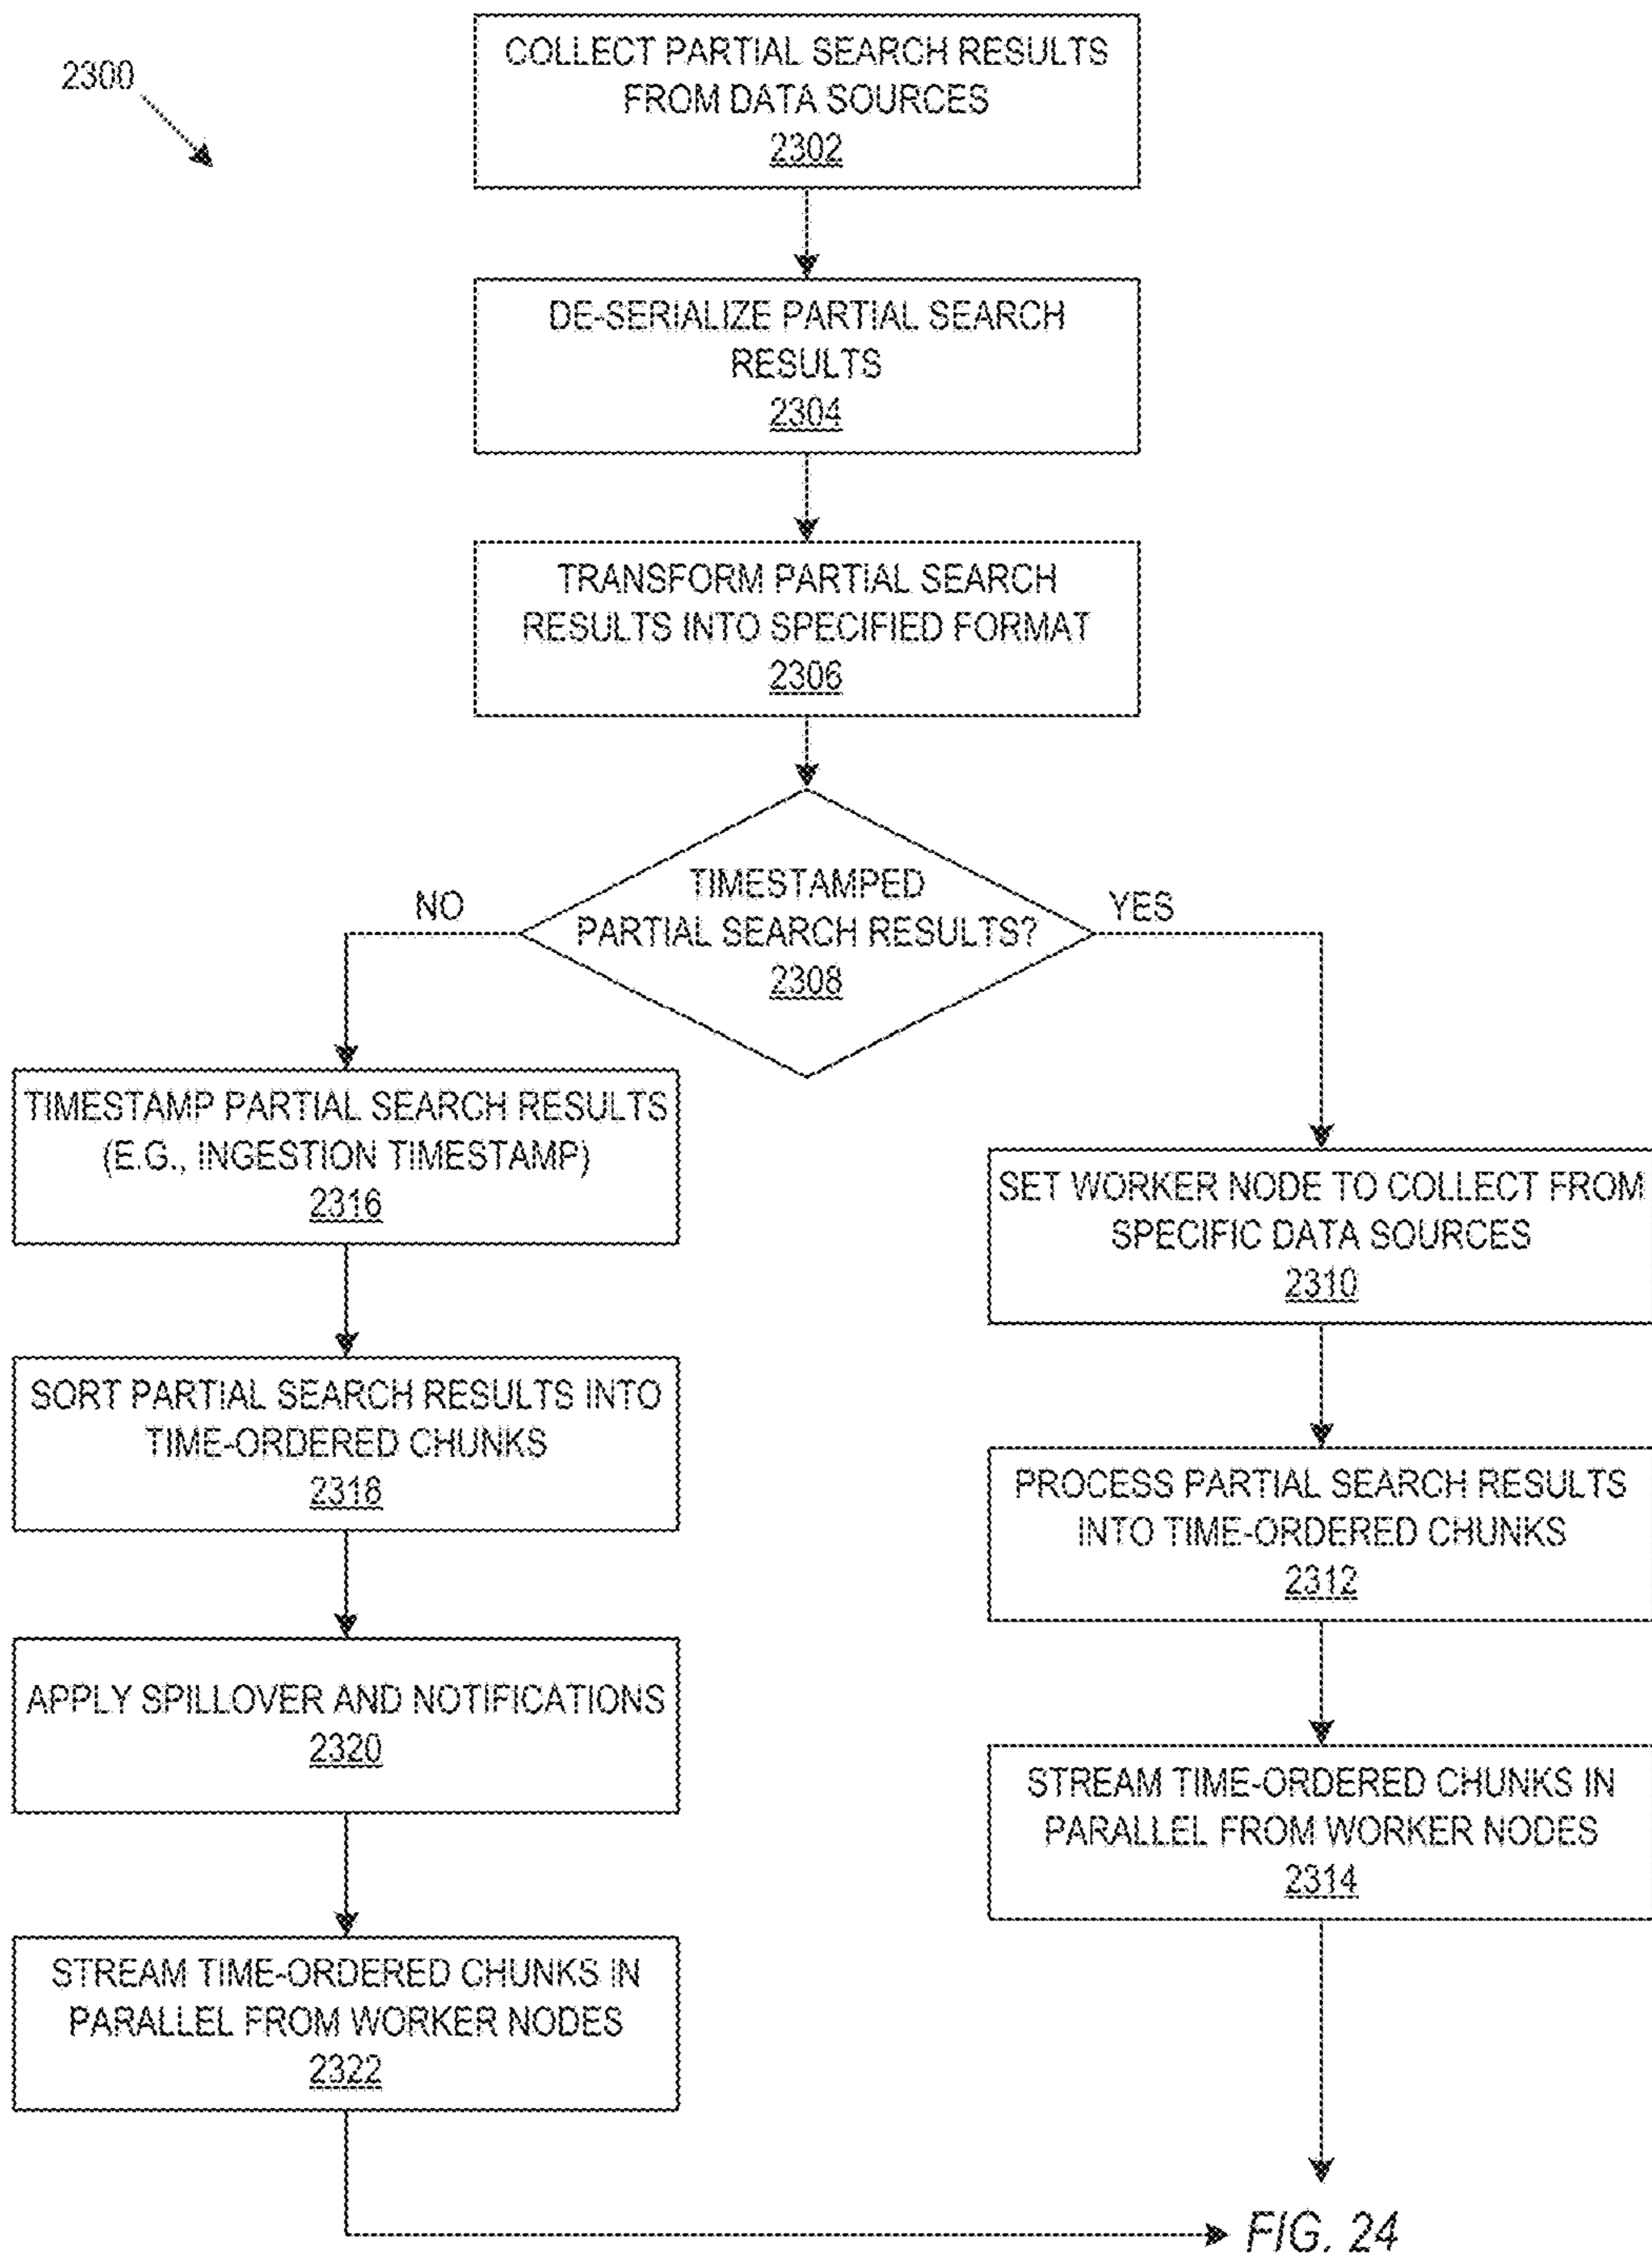 2300
COLLECT PARTIAL SEARCH RESULTS
FROM DATA SOURCES
2302
DE-SERIALIZE PARTIAL SEARCH
RESULTS
2304
TRANSFORM PARTIAL SEARCH
RESULTS INTO SPECIFIED FORMAT
2306
TIMESTAMPED
PARTIAL SEARCH RESULTS?
2308
NO
YES
TIMESTAMP PARTIAL SEARCH RESULTS
(E.G., INGESTION TIMESTAMP)
2316
SORT PARTIAL SEARCH RESULTS INTO
TIME-ORDERED CHUNKS
2318
APPLY SPILLOVER AND NOTIFICATIONS
2320
STREAM TIME-ORDERED CHUNKS IN
PARALLEL FROM WORKER NODES
2322
SET WORKER NODE TO COLLECT FROM
SPECIFIC DATA SOURCES
2310
PROCESS PARTIAL SEARCH RESULTS
INTO TIME-ORDERED CHUNKS
2312
STREAM TIME-ORDERED CHUNKS IN
PARALLEL FROM WORKER NODES
2314
FIG. 24